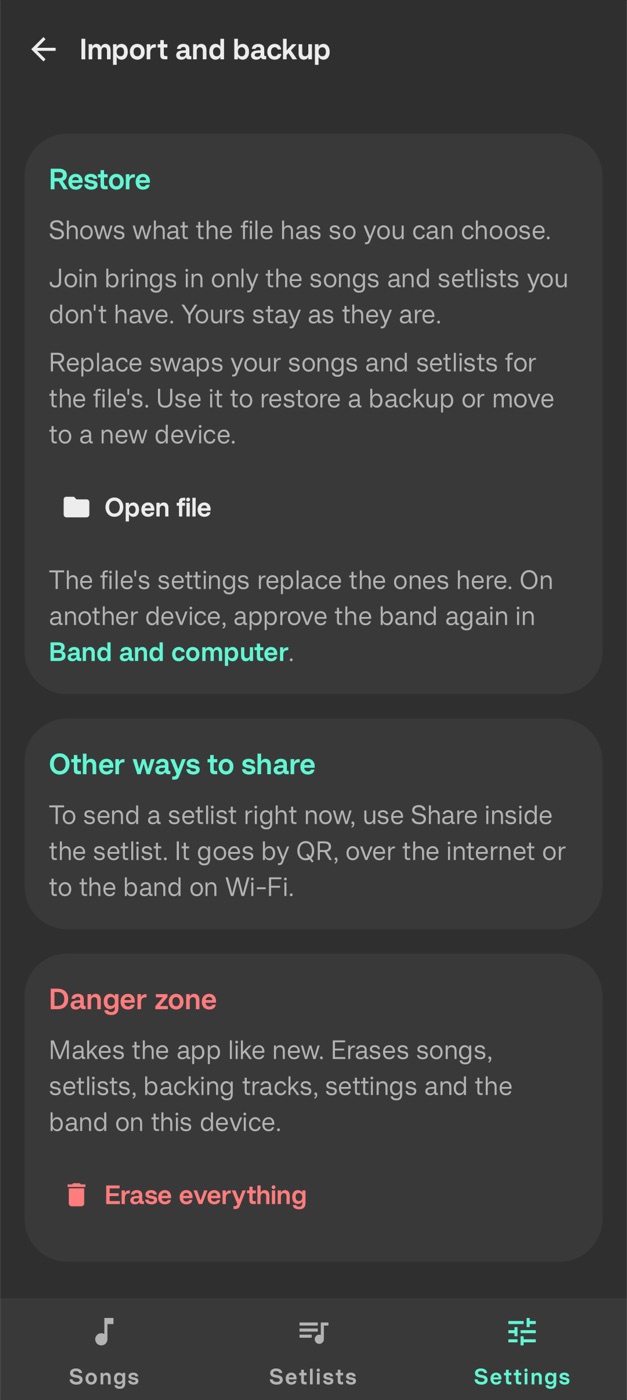 Import and backup
Restore
Shows what the file has so you can choose.
Join brings in only the songs and setlists you
don't have. Yours stay as they are.
Replace swaps your songs and setlists for
the file's. Use it to restore a backup or move
to a new device.
Open file
The file's settings replace the ones here. On
another device, approve the band again in
Band and computer.
Other ways to share
To send a setlist right now, use Share inside
the setlist. It goes by QR, over the internet or
to the band on Wi-Fi.
Danger zone
Makes the app like new. Erases songs,
setlists, backing tracks, settings and the
band on this device.
Erase everything
Songs
Setlists
Settings